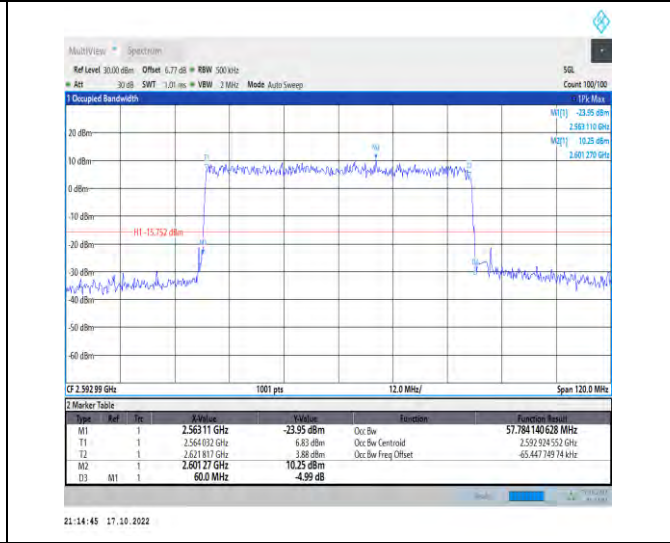 MultiView Spectrum
Ref Level 30.00 dBm Offset 6.77 dB RBW 500 kHz SGL
Att 30 dB SWT 1.01 ms VBW 2 MHz Mode Auto Sweep Count 100/100
1 Occupied Bandwidth 1Pk Max
M1[1] -23.95 dBm
2.563 110 GHz
M2[1] 10.25 dBm
2.601 270 GHz
20 dBm
M2
10 dBm
T1
T2
0 dBm
-10 dBm
H1 -15.752 dBm
-20 dBm
M1
-30 dBm
-40 dBm
-50 dBm
-60 dBm
CF 2.592 99 GHz 1001 pts 12.0 MHz/ Span 120.0 MHz
2 Marker Table
Type Ref Trc X-Value Y-Value Function Function Result
M1 1 2.563 11 GHz -23.95 dBm Occ Bw 57.784 140 628 MHz
T1 1 2.564 032 GHz 6.83 dBm Occ Bw Centroid 2.592 924 552 GHz
T2 1 2.621 817 GHz 3.88 dBm Occ Bw Freq Offset -65.447 749 74 kHz
M2 1 2.601 27 GHz 10.25 dBm
D3 M1 1 60.0 MHz -4.99 dB
21:14:45 17.10.2022